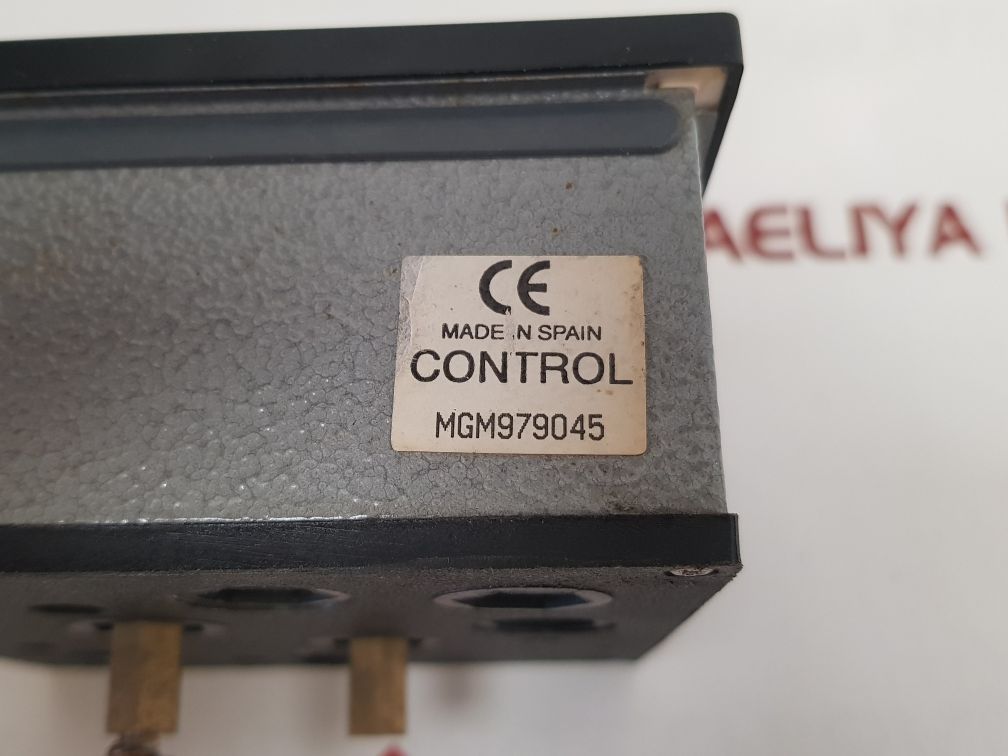 AELIYA
CE
MADE IN SPAIN
CONTROL
MGM979045